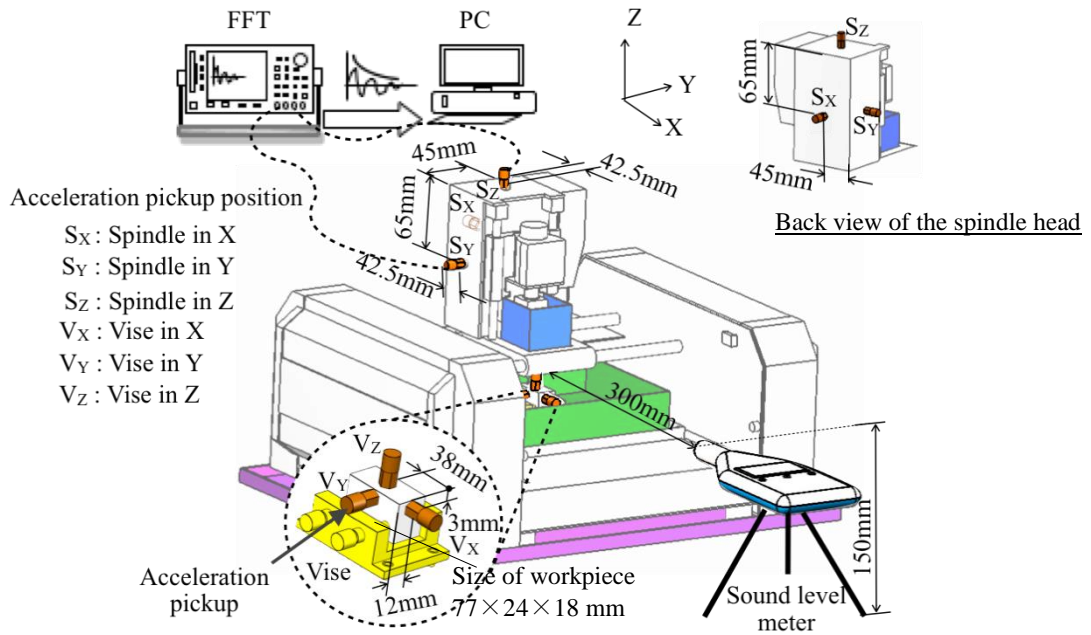 FFT
PC
Z
Y
X
SZ
65mm
SX
SY
45mm
Back view of the spindle head
45mm
42.5mm
SZ
65mm
SX
SY
42.5mm
Acceleration pickup position
SX : Spindle in X
SY : Spindle in Y
SZ : Spindle in Z
VX : Vise in X
VY : Vise in Y
VZ : Vise in Z
300mm
VZ
38mm
VY
3mm
VX
Vise
12mm
Acceleration
pickup
Size of workpiece
77×24×18 mm
150mm
Sound level
meter